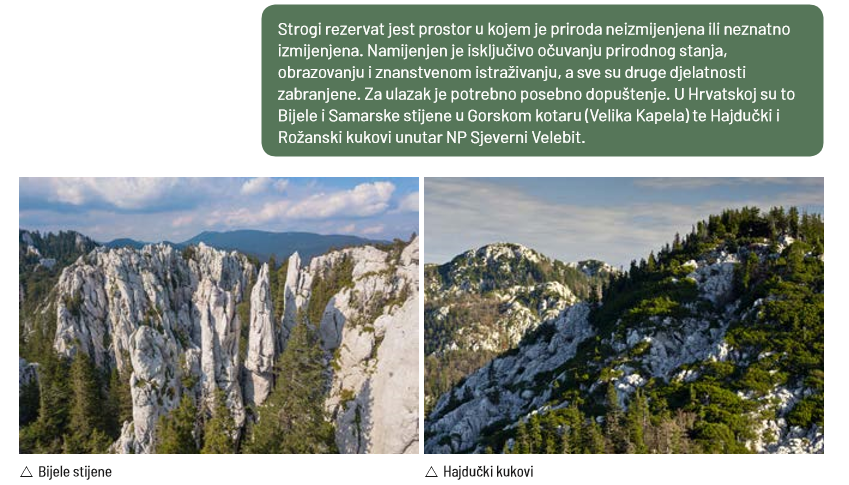 Strogi rezervat jest prostor u kojem je priroda neizmijenjena ili neznatno
izmijenjena. Namijenjen je isključivo očuvanju prirodnog stanja,
obrazovanju i znanstvenom istraživanju, a sve su druge djelatnosti
zabranjene. Za ulazak je potrebno posebno dopuštenje. U Hrvatskoj su to
Bijele i Samarske stijene u Gorskom kotaru (Velika Kapela) te Hajdučki i
Rožanski kukovi unutar NP Sjeverni Velebit.
△ Bijele stijene
△ Hajdučki kukovi